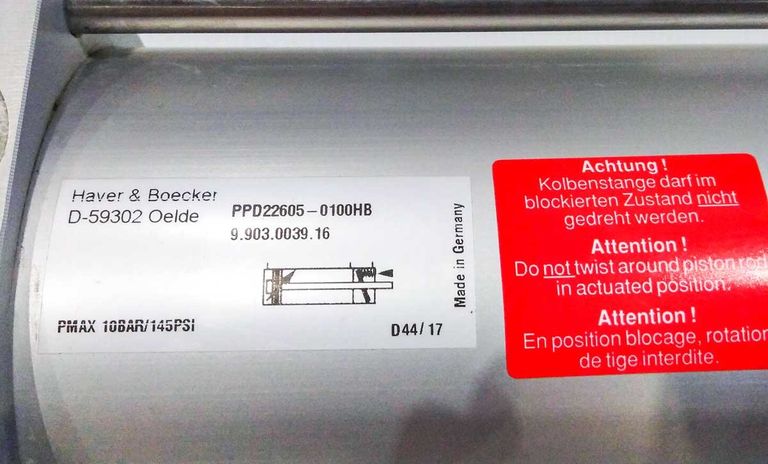 Haver & Boecker
D-59302 Oelde
PPD22605-0100HB
9.903.0039.16
PMAX 10BAR/145PSI
D44/17
Made in Germany
Achtung!
Kolbenstange darf im
blockierten Zustand nicht
gedreht werden.
Attention!
Do not twist around piston rod
in actuated position.
Attention!
En position blocage, rotation
de tige interdite.